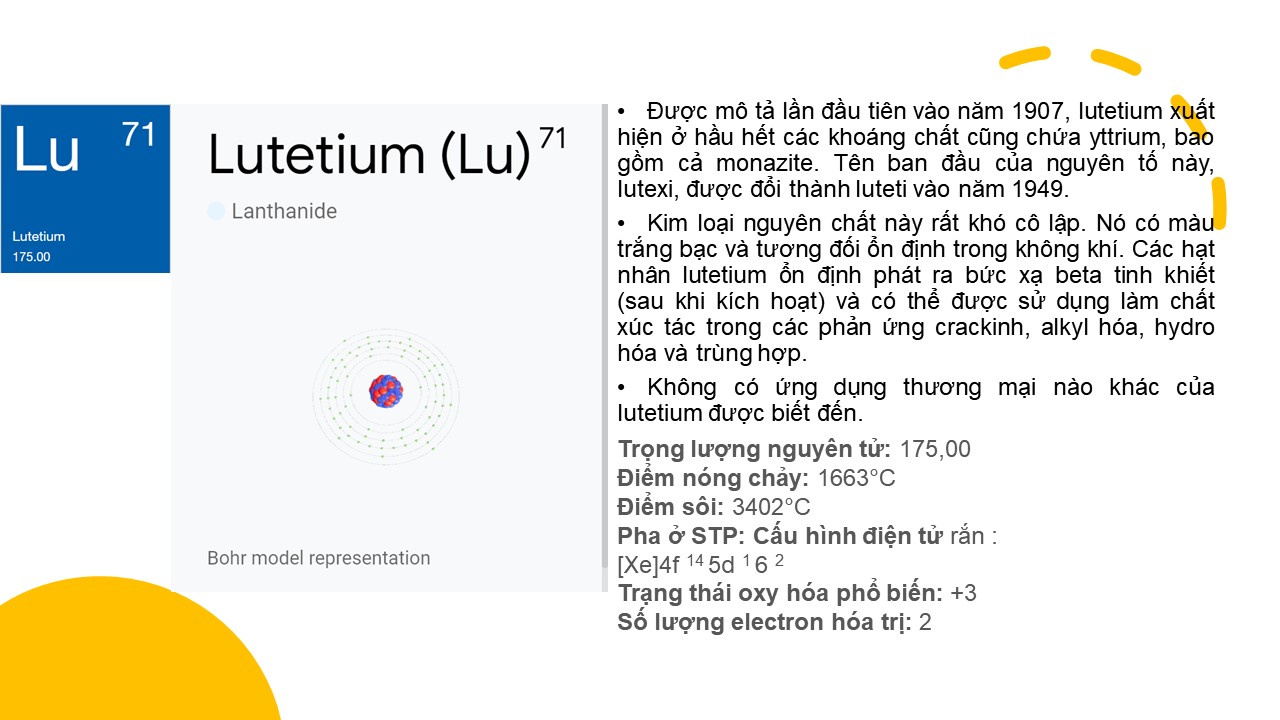 Lu 71
Lutetium
175.00
Lutetium (Lu) 71
Lanthanide
Bohr model representation
• Được mô tả lần đầu tiên vào năm 1907, lutetium xuất
hiện ở hầu hết các khoáng chất cũng chứa yttrium, bao
gồm cả monazite. Tên ban đầu của nguyên tố này,
lutexi, được đổi thành luteti vào năm 1949.
• Kim loại nguyên chất này rất khó cô lập. Nó có màu
trắng bạc và tương đối ổn định trong không khí. Các hạt
nhân lutetium ổn định phát ra bức xạ beta tinh khiết
(sau khi kích hoạt) và có thể được sử dụng làm chất
xúc tác trong các phản ứng crackinh, alkyl hóa, hydro
hóa và trùng hợp.
• Không có ứng dụng thương mại nào khác của
lutetium được biết đến.
Trọng lượng nguyên tử: 175,00
Điểm nóng chảy: 1663°C
Điểm sôi: 3402°C
Pha ở STP: Cấu hình điện tử rắn :
[Xe]4f 14 5d 1 6 2
Trạng thái oxy hóa phổ biến: +3
Số lượng electron hóa trị: 2